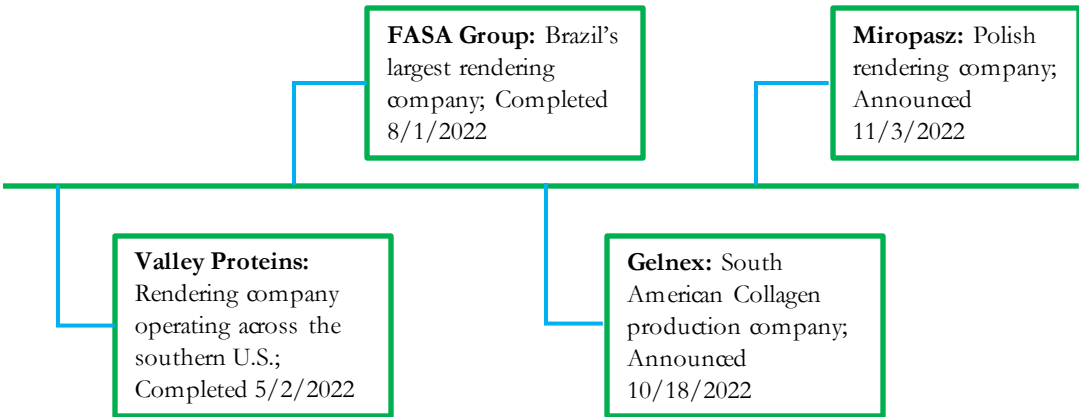 FASA Group: Brazil’s
largest rendering
company; Completed
8/1/2022
Miropasz: Polish
rendering company;
Announced
11/3/2022
Valley Proteins:
Rendering company
operating across the
southern U.S.;
Completed 5/2/2022
Gelnex: South
American Collagen
production company;
Announced
10/18/2022